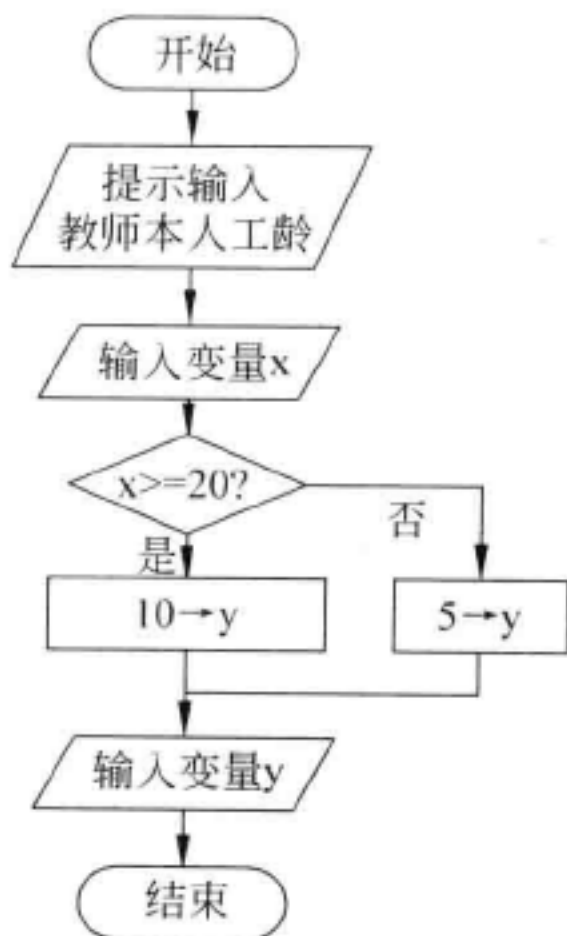 开始
提示输入
教师本人工龄
输入变量x
x>=20?
是
否
10→y
5→y
输入变量y
结束